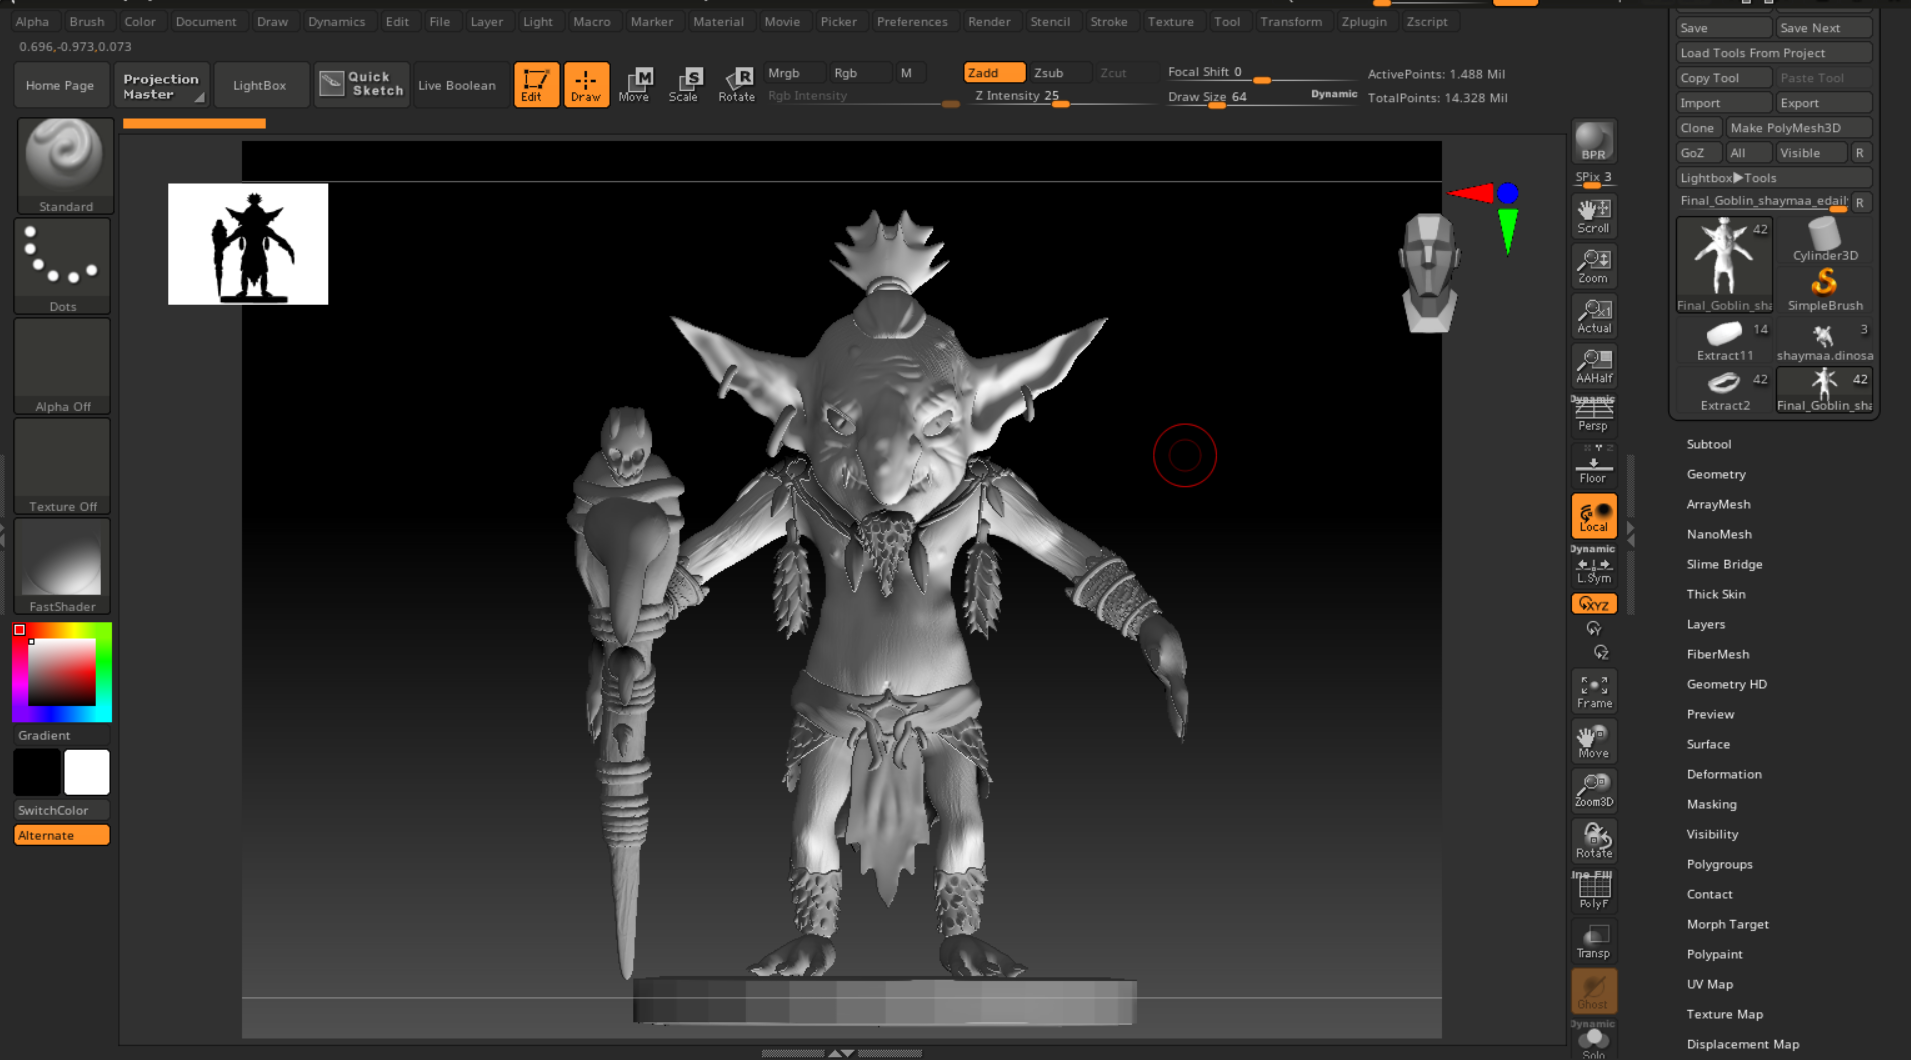 Alpha Brush Color Document Draw Dynamics Edit File Layer Light Macro Marker Material Movie Picker Preferences Render Stencil Stroke Texture Tool Transform Zplugin Zscript
0.696,-0.973,0.073
Home Page
Projection Master
LightBox
Quick Sketch
Live Boolean
Edit
Draw
Move
M
Scale
S
Rotate
R
Mrgb Rgb M
Rgb Intensity
Zadd Zsub Zcut
Z Intensity 25
Focal Shift 0
Draw Size 64
Dynamic
ActivePoints: 1.488 Mil
TotalPoints: 14.328 Mil
Standard
Dots
Alpha Off
Texture Off
FastShader
Gradient
SwitchColor
Alternate
BPR
SPix 3
Scroll
Zoom
Actual
AAHalf
Dynamic
Persp
Floor
Local
Dynamic
L.Sym
XYZ
Y
Z
Frame
Move
Zoom3D
Rotate
Line Fill
PolyF
Transp
Ghost
Dynamic
Solo
Save Save Next
Load Tools From Project
Copy Tool Paste Tool
Import Export
Clone Make PolyMesh3D
GoZ All Visible R
Lightbox▶Tools
Final_Goblin_shaymaa_edail R
42
Final_Goblin_sha
Cylinder3D
SimpleBrush
14
Extract11
3
shaymaa.dinosa
42
Extract2
42
Final_Goblin_sha
Subtool
Geometry
ArrayMesh
NanoMesh
Slime Bridge
Thick Skin
Layers
FiberMesh
Geometry HD
Preview
Surface
Deformation
Masking
Visibility
Polygroups
Contact
Morph Target
Polypaint
UV Map
Texture Map
Displacement Map